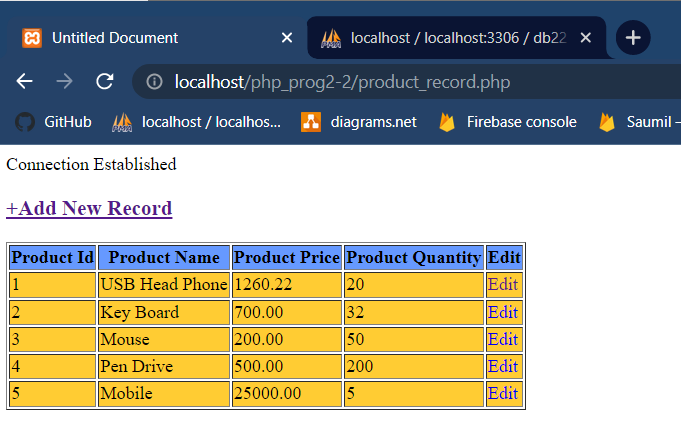 Untitled Document
localhost / localhost:3306 / db22
localhost/php_prog2-2/product_record.php
GitHub localhost / localhos... diagrams.net Firebase console Saumil –
Connection Established
+Add New Record
Product Id Product Name Product Price Product Quantity Edit
1 USB Head Phone 1260.22 20 Edit
2 Key Board 700.00 32 Edit
3 Mouse 200.00 50 Edit
4 Pen Drive 500.00 200 Edit
5 Mobile 25000.00 5 Edit